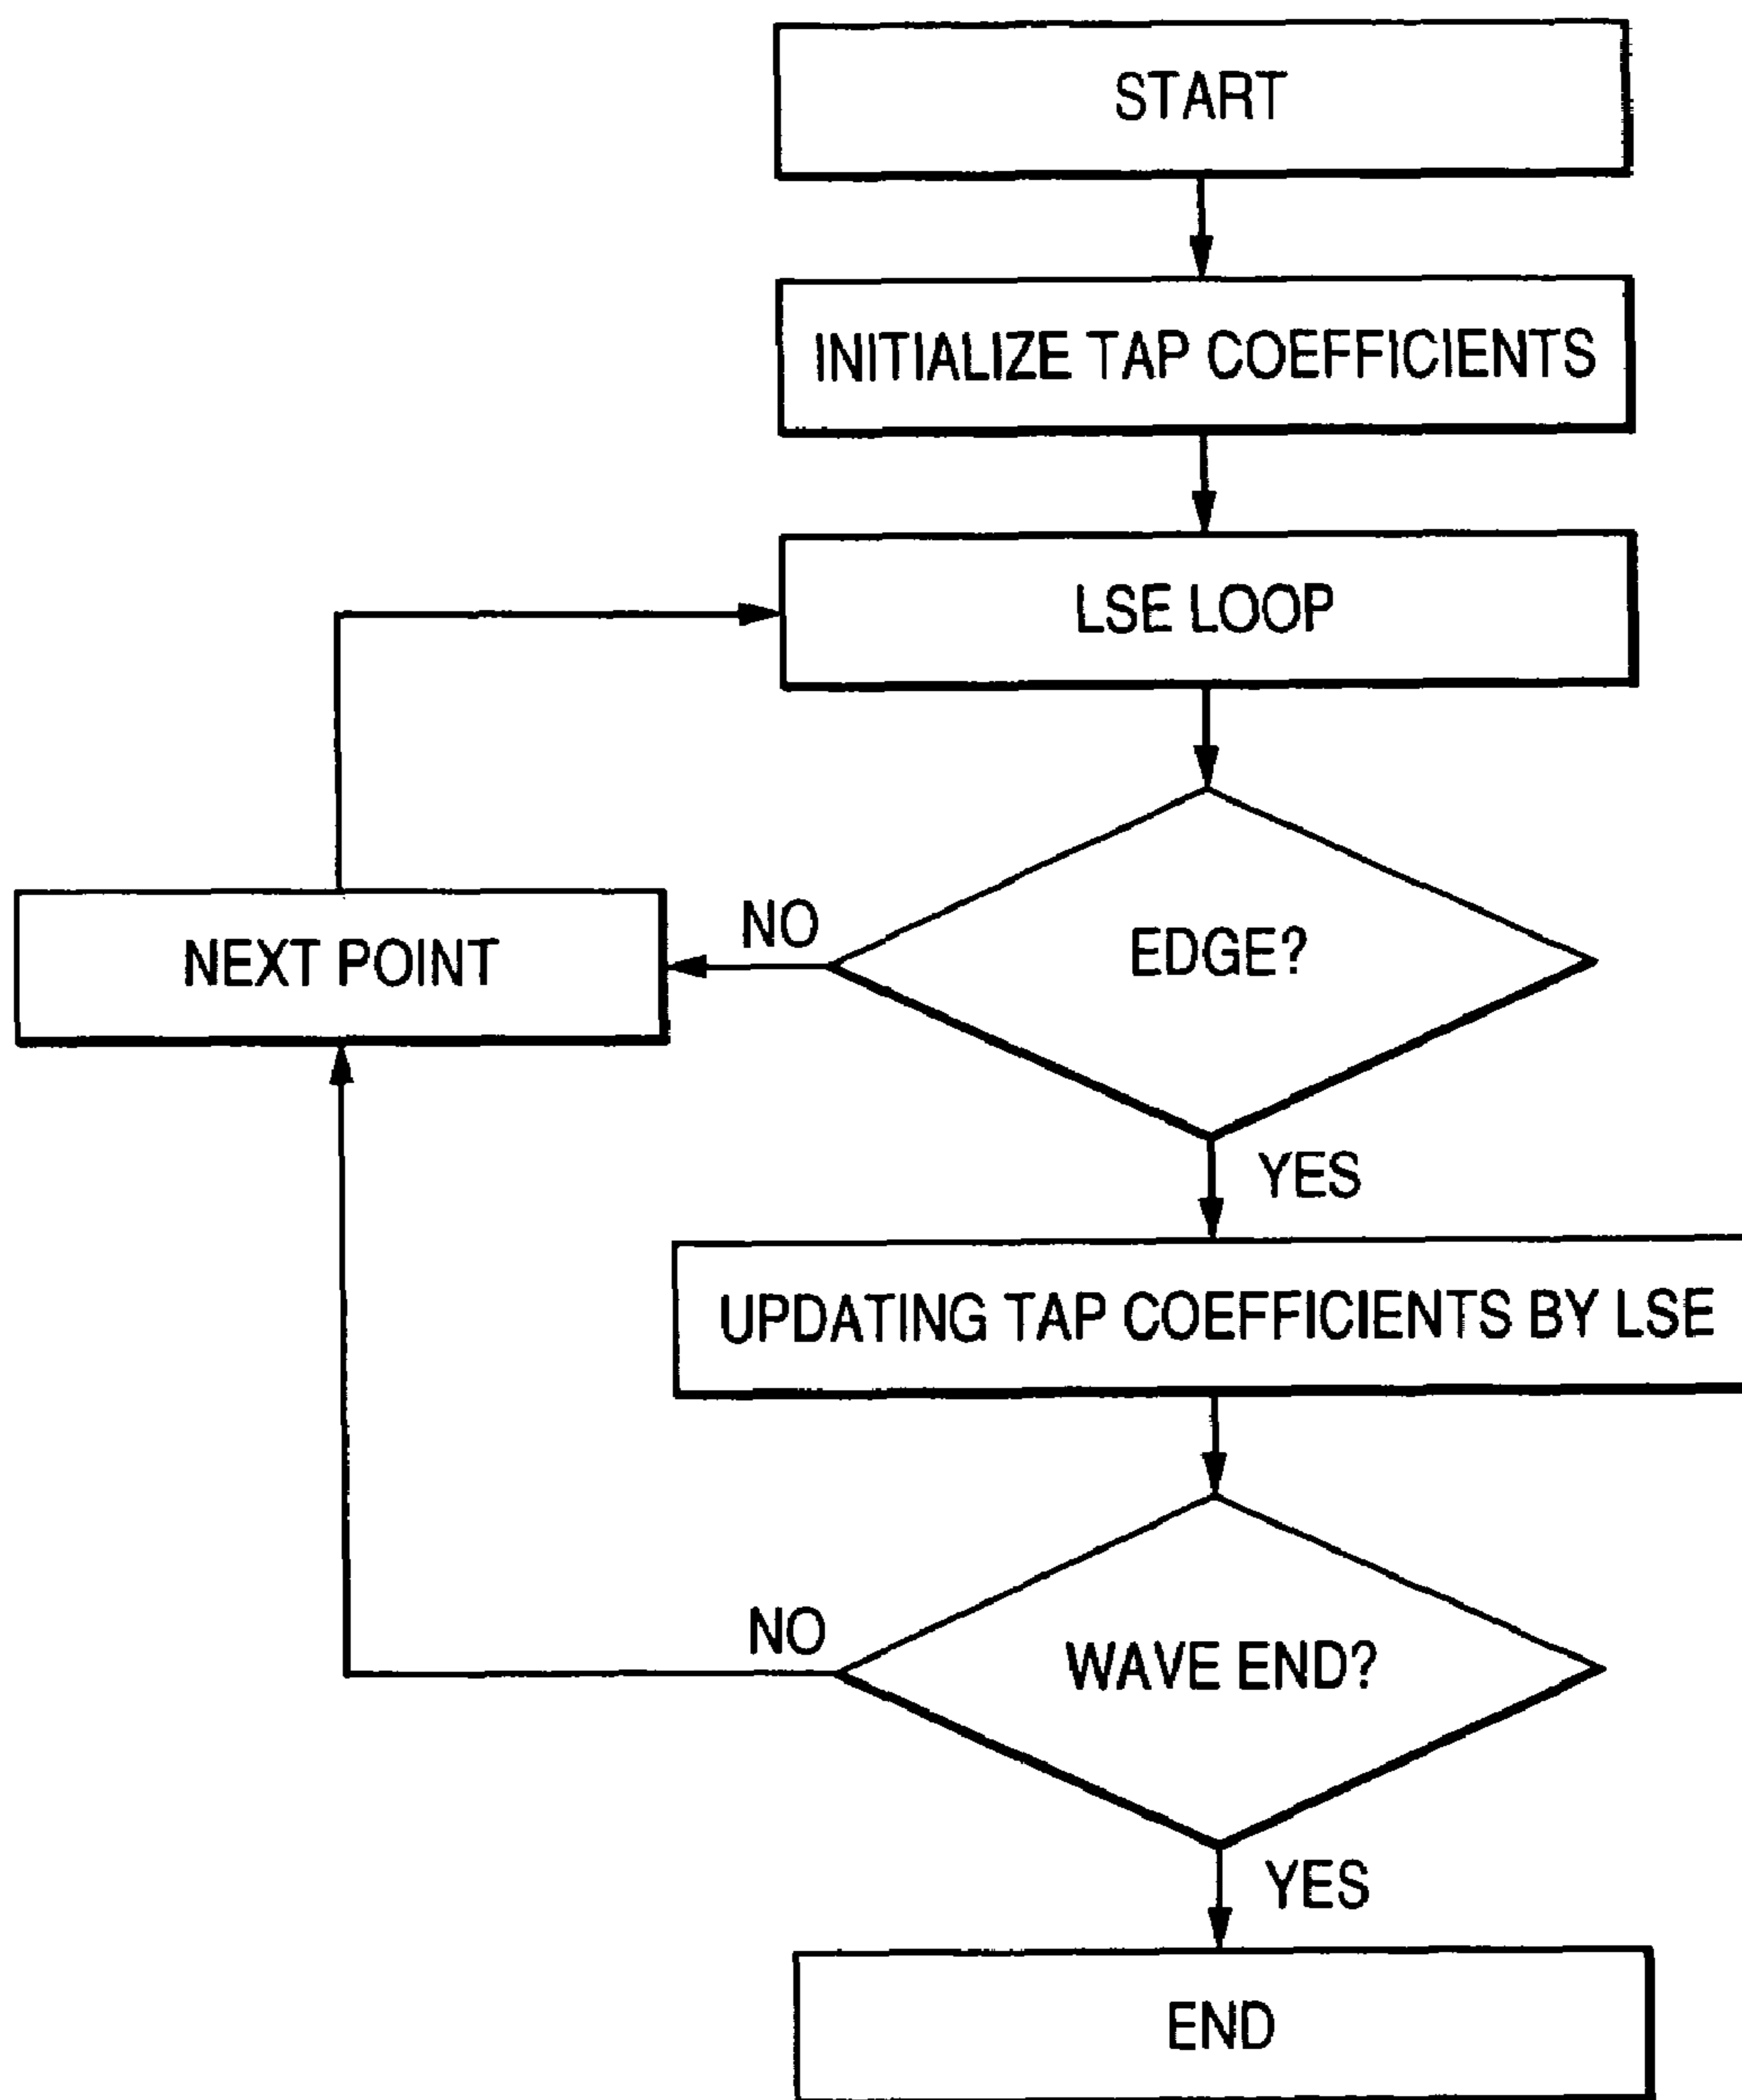 START
INITIALIZE TAP COEFFICIENTS
LSE LOOP
NO
EDGE?
NEXT POINT
YES
UPDATING TAP COEFFICIENTS BY LSE
NO
WAVE END?
YES
END